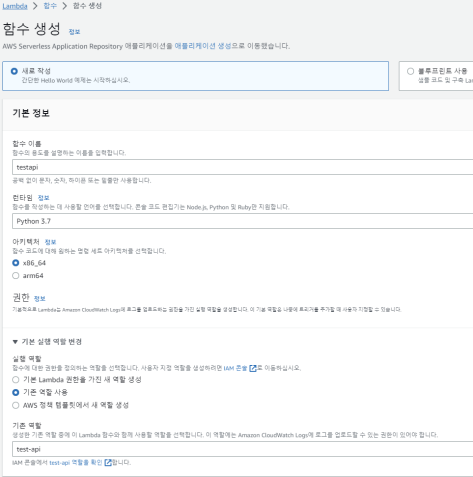 Lambda > 함수 > 함수 생성
함수 생성 정보
AWS Serverless Application Repository 애플리케이션을 애플리케이션 생성으로 이동했습니다.
새로 작성
간단한 Hello World 예제는 시작하십시오.
블루프린트 사용
샘플 코드 및 구축 Lam
기본 정보
함수 이름
함수의 용도를 설명하는 이름을 입력합니다.
testapi
공백 없이 문자, 숫자, 하이픈 또는 밑줄만 사용합니다.
런타임 정보
함수를 작성하는 데 사용할 언어를 선택합니다. 콘솔 코드 편집기는 Node.js, Python 및 Ruby만 지원합니다.
Python 3.7
아키텍처 정보
함수 코드에 대해 원하는 명령 세트 아키텍처를 선택합니다.
x86_64
arm64
권한 정보
기본적으로 Lambda는 Amazon CloudWatch Logs에 로그를 업로드하는 권한을 가진 실행 역할을 생성합니다. 이 기본 역할은 나중에 트리거를 추가할 때 사용자 지정할 수 있습니다.
▼ 기본 실행 역할 변경
실행 역할
함수에 대한 권한을 정의하는 역할을 선택합니다. 사용자 지정 역할을 생성하려면 IAM 콘솔로 이동하십시오.
기본 Lambda 권한을 가진 새 역할 생성
기존 역할 사용
AWS 정책 템플릿에서 새 역할 생성
기존 역할
생성한 기존 역할 중에 이 Lambda 함수와 함께 사용할 역할을 선택합니다. 이 역할에는 Amazon CloudWatch Logs에 로그를 업로드할 수 있는 권한이 있어야 합니다.
test-api
IAM 콘솔에서 test-api 역할을 확인합니다.